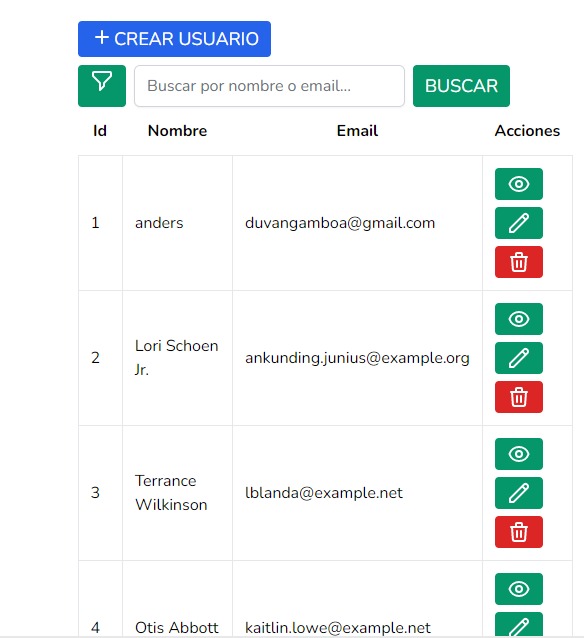 + CREAR USUARIO
Buscar por nombre o email...
BUSCAR
Id Nombre Email Acciones
1 anders duvangamboa@gmail.com
2 Lori Schoen
Jr. ankunding.junius@example.org
3 Terrance
Wilkinson lblanda@example.net
4 Otis Abbott kaitlin.lowe@example.net